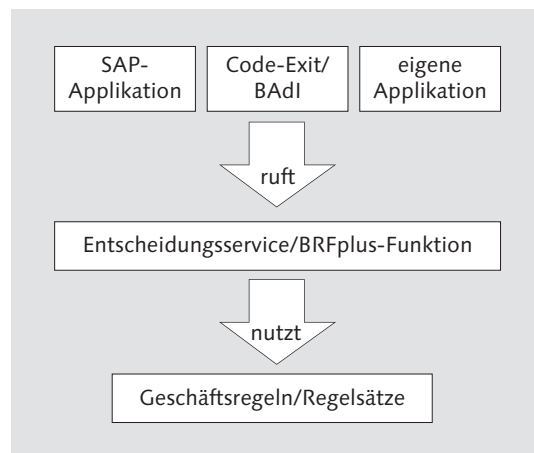 SAP-
Applikation
Code-Exit/
BAdI
eigene
Applikation
ruft
Entscheidungsservice/BRFplus-Funktion
nutzt
Geschäftsregeln/Regelsätze